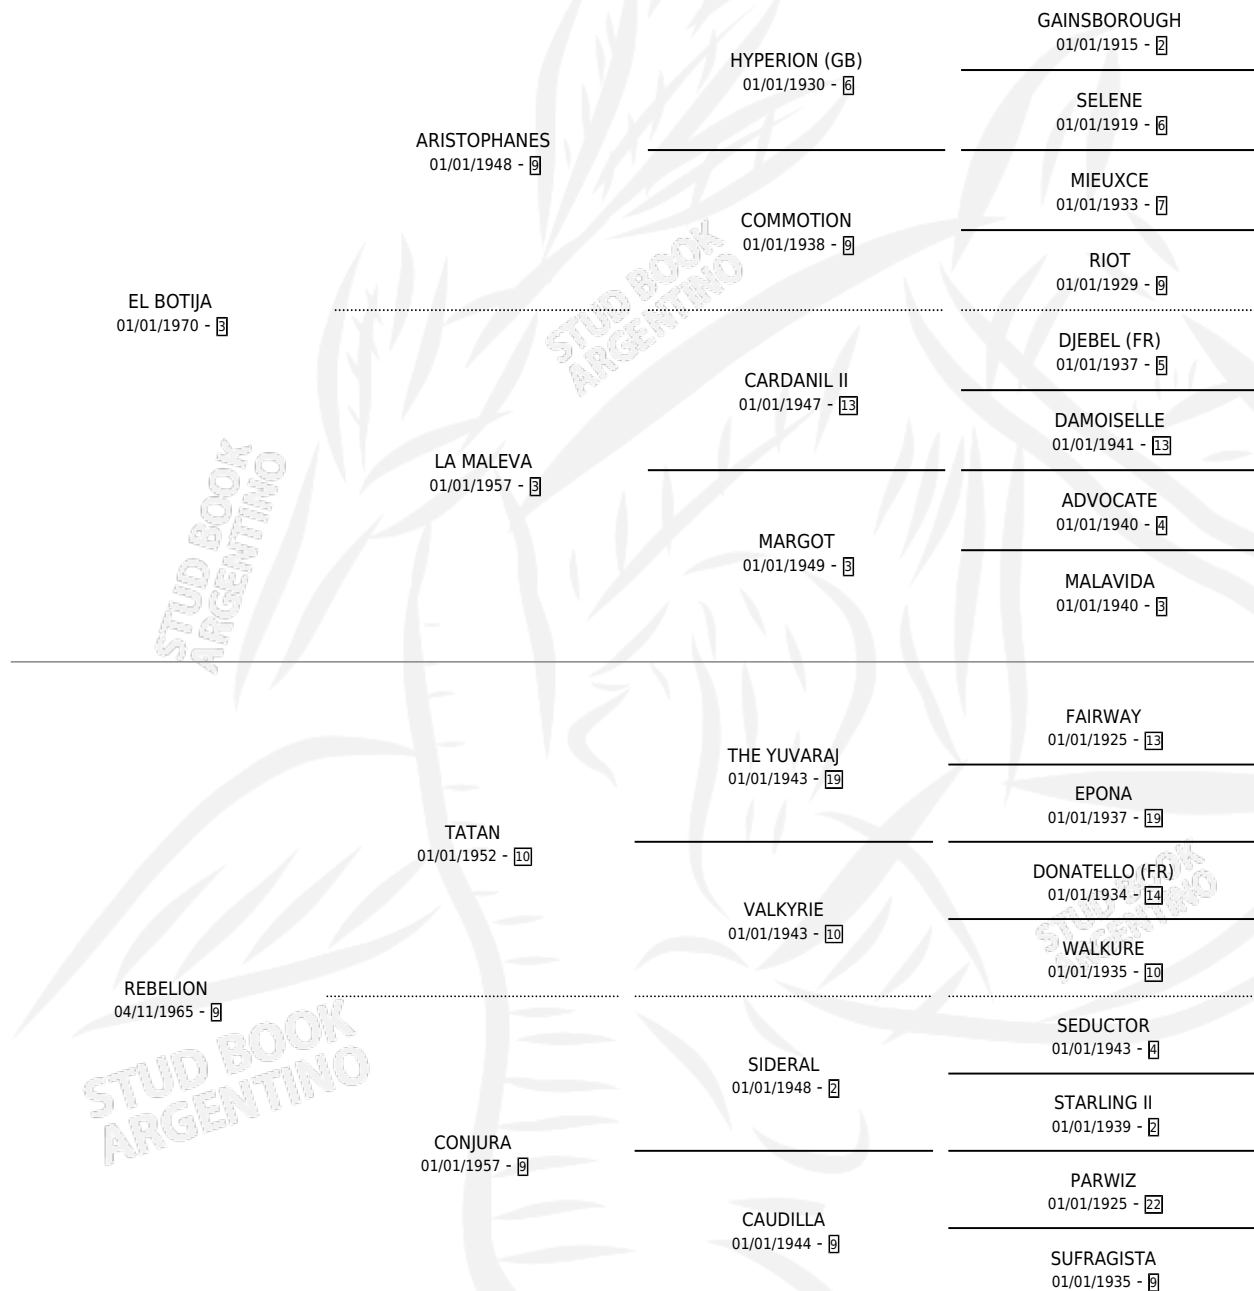 GAINSBOROUGH
01/01/1915 - 2
HYPERION (GB)
01/01/1930 - 6
SELENE
01/01/1919 - 6
ARISTOPHANES
01/01/1948 - 9
MIEUXCE
01/01/1933 - 7
COMMOTION
01/01/1938 - 9
RIOT
01/01/1929 - 9
EL BOTIJA
01/01/1970 - 3
DJEBEL (FR)
01/01/1937 - 5
CARDANIL II
01/01/1947 - 13
DAMOISELLE
01/01/1941 - 13
LA MALEVA
01/01/1957 - 3
ADVOCATE
01/01/1940 - 4
MARGOT
01/01/1949 - 3
MALAVIDA
01/01/1940 - 3
FAIRWAY
01/01/1925 - 13
THE YUVARAJ
01/01/1943 - 19
EPONA
01/01/1937 - 19
TATAN
01/01/1952 - 10
DONATELLO (FR)
01/01/1934 - 14
VALKYRIE
01/01/1943 - 10
WALKURE
01/01/1935 - 10
REBELION
04/11/1965 - 9
SEDUCTOR
01/01/1943 - 4
SIDERAL
01/01/1948 - 2
STARLING II
01/01/1939 - 2
CONJURA
01/01/1957 - 9
PARWIZ
01/01/1925 - 22
CAUDILLA
01/01/1944 - 9
SUFRAGISTA
01/01/1935 - 9
STUD BOOK
ARGENTINO
STUD BOOK
ARGENTINO
STUD BOOK
ARGENTINO
STUD BOOK
ARGENTINO